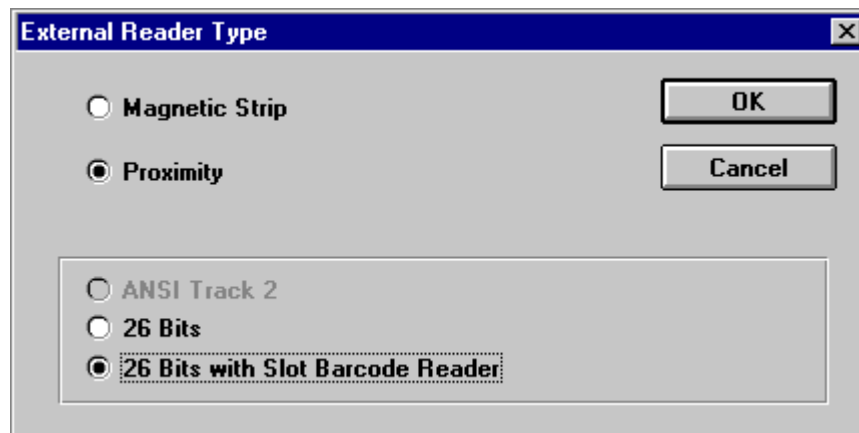 External Reader Type
Magnetic Strip
OK
Proximity
Cancel
ANSI Track 2
26 Bits
26 Bits with Slot Barcode Reader